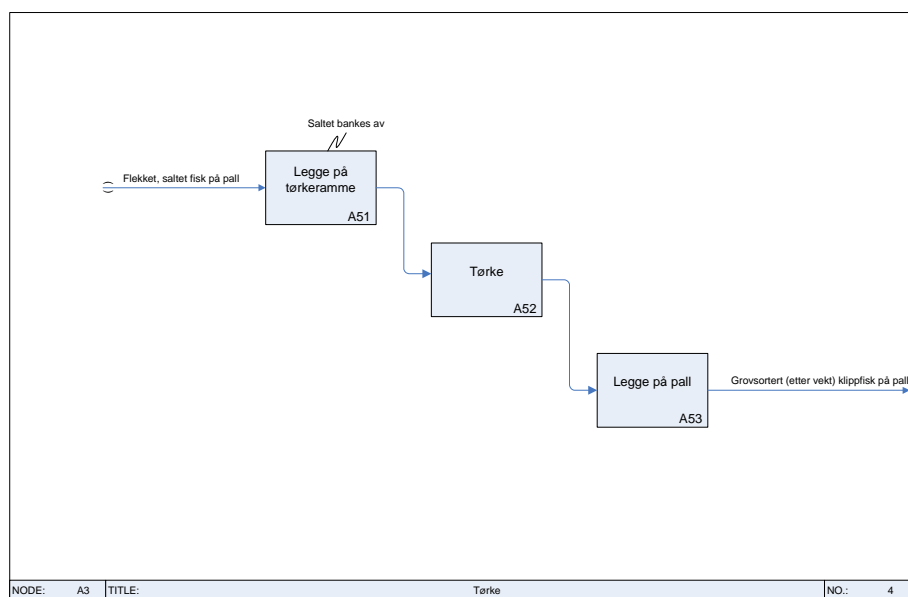 Saltet bankes av
Flekket, saltet fisk på pall
Legge på
tørkeramme
A51
Tørke
A52
Legge på pall
A53
Grovsortert (etter vekt) klippfisk på pall
NODE: A3 TITLE: Tørke NO.: 4